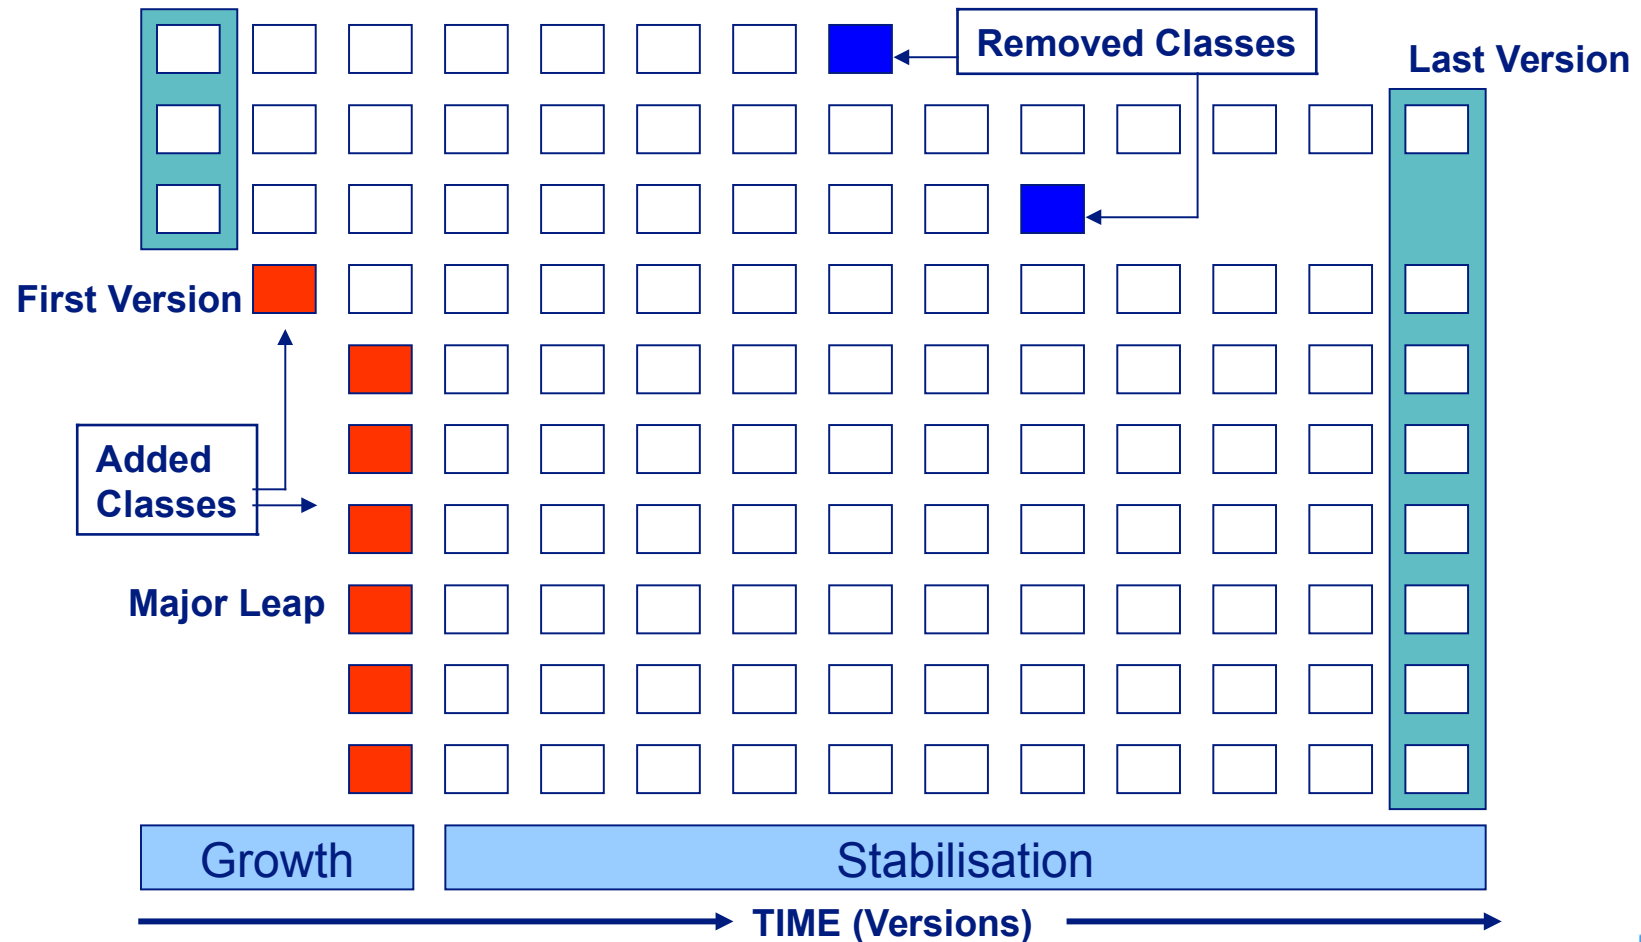 Removed Classes
Last Version
First Version
Added
Classes
Major Leap
Growth
Stabilisation
TIME (Versions)